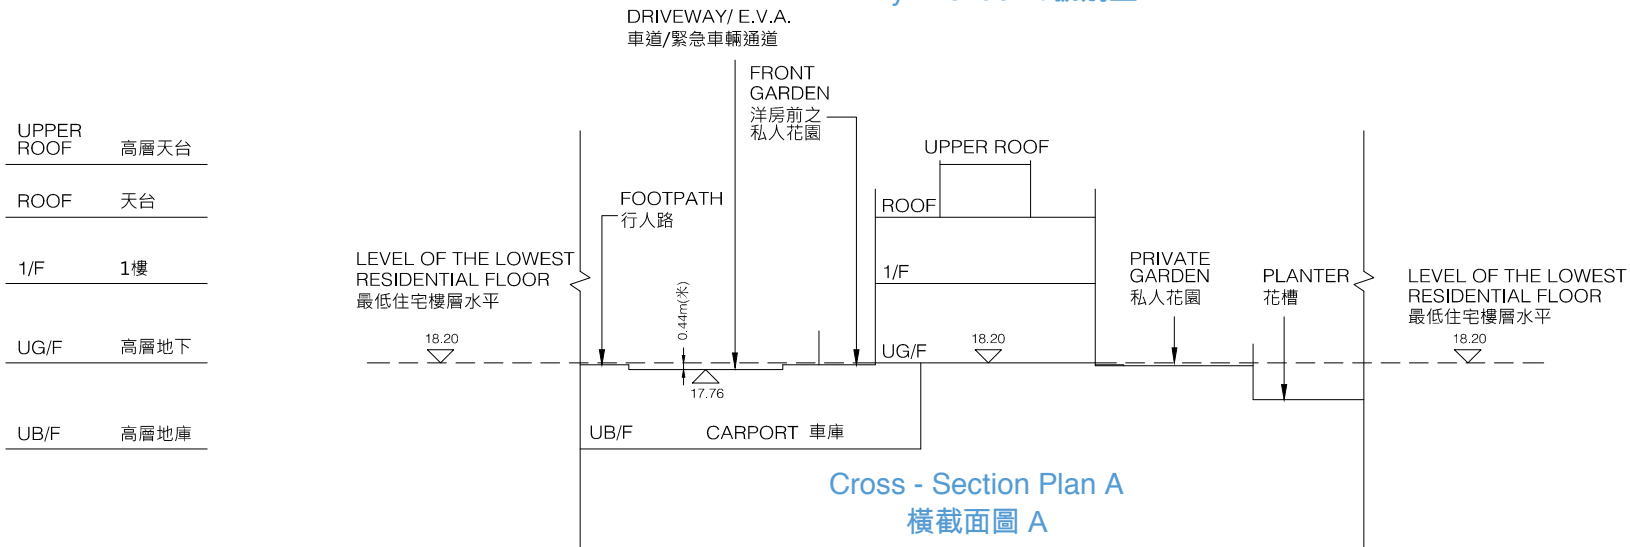 DRIVEWAY/ E.V.A.
車道/緊急車輛通道
FRONT
GARDEN
洋房前之
私人花園
UPPER
ROOF 高層天台
ROOF 天台
1/F 1樓
UG/F 高層地下
UB/F 高層地庫
LEVEL OF THE LOWEST
RESIDENTIAL FLOOR
最低住宅樓層水平
18.20
FOOTPATH
行人路
0.44m(米)
17.76
UPPER ROOF
ROOF
1/F
UG/F
18.20
UB/F CARPORT 車庫
PRIVATE
GARDEN
私人花園
PLANTER
花槽
LEVEL OF THE LOWEST
RESIDENTIAL FLOOR
最低住宅樓層水平
18.20
Cross - Section Plan A
橫截面圖 A